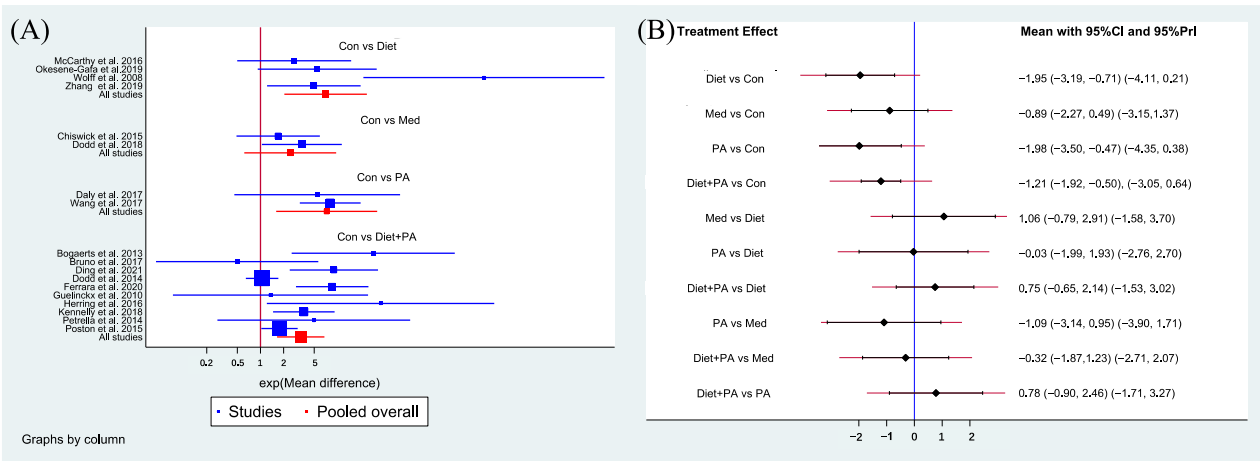 (A)
Con vs Diet
McCarthy et al. 2016
Okesene-Gafa et al.2019
Wolff et al. 2008
Zhang et al. 2019
All studies
Con vs Med
Chiswick et al. 2015
Dodd et al. 2018
All studies
Con vs PA
Daly et al. 2017
Wang et al. 2017
All studies
Con vs Diet+PA
Bogaerts et al. 2013
Bruno et al. 2017
Ding et al. 2021
Dodd et al. 2014
Ferrara et al. 2020
Guelinckx et al. 2010
Herring et al. 2016
Kennelly et al. 2018
Petrella et al. 2014
Poston et al. 2015
All studies
0.2 0.5 1 2 5
exp(Mean difference)
Studies Pooled overall
Graphs by column
(B) Treatment Effect Mean with 95%CI and 95%PrI
Diet vs Con −1.95 (−3.19, −0.71) (−4.11, 0.21)
Med vs Con −0.89 (−2.27, 0.49) (−3.15,1.37)
PA vs Con −1.98 (−3.50, −0.47) (−4.35, 0.38)
Diet+PA vs Con −1.21 (−1.92, −0.50), (−3.05, 0.64)
Med vs Diet 1.06 (−0.79, 2.91) (−1.58, 3.70)
PA vs Diet −0.03 (−1.99, 1.93) (−2.76, 2.70)
Diet+PA vs Diet 0.75 (−0.65, 2.14) (−1.53, 3.02)
PA vs Med −1.09 (−3.14, 0.95) (−3.90, 1.71)
Diet+PA vs Med −0.32 (−1.87,1.23) (−2.71, 2.07)
Diet+PA vs PA 0.78 (−0.90, 2.46) (−1.71, 3.27)
−2 −1 0 1 2